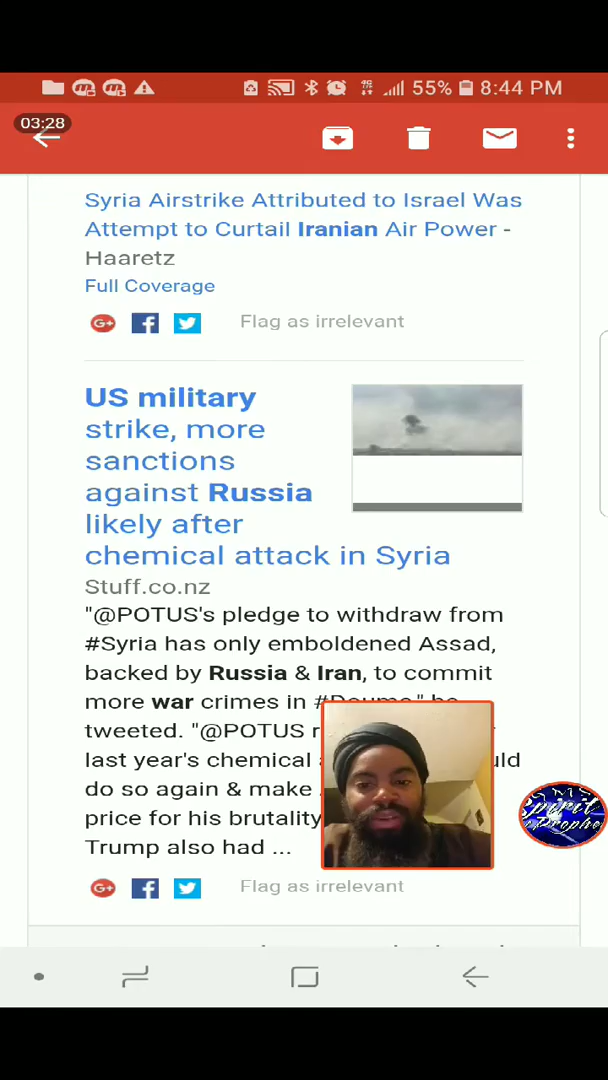 55% 8:44 PM
03:28
Syria Airstrike Attributed to Israel Was
Attempt to Curtail Iranian Air Power -
Haaretz
Full Coverage
G+ Flag as irrelevant
US military
strike, more
sanctions
against Russia
likely after
chemical attack in Syria
Stuff.co.nz
"@POTUS's pledge to withdraw from
#Syria has only emboldened Assad,
backed by Russia & Iran, to commit
more war crimes in #Douma," he
tweeted. "@POTUS
last year's chemical
do so again & make
price for his brutality
Trump also had ...
G+ Flag as irrelevant
Spirit